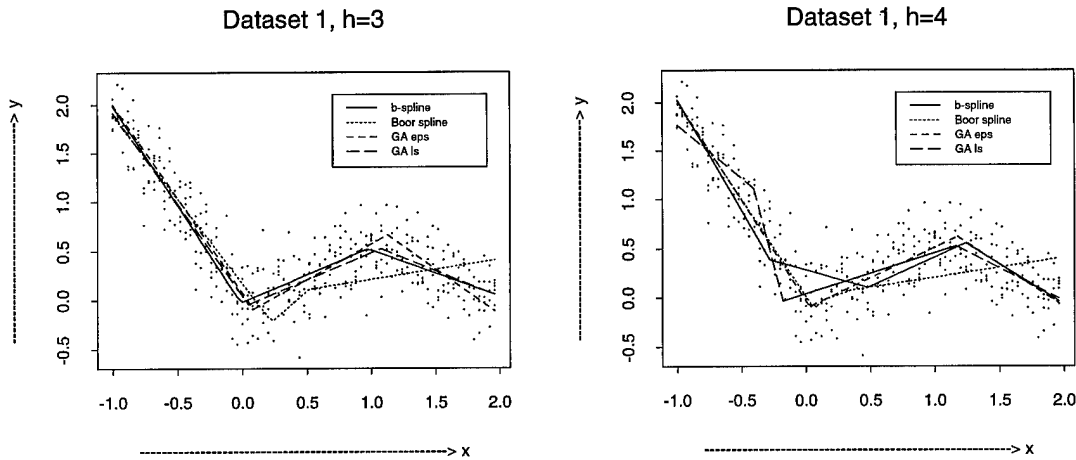 Dataset 1, h=3
y
2.0
1.5
1.0
0.5
0.0
-0.5
b-spline
Boor spline
GA eps
GA ls
-1.0 -0.5 0.0 0.5 1.0 1.5 2.0
--> x
Dataset 1, h=4
y
2.0
1.5
1.0
0.5
0.0
-0.5
b-spline
Boor spline
GA eps
GA ls
-1.0 -0.5 0.0 0.5 1.0 1.5 2.0
--> x